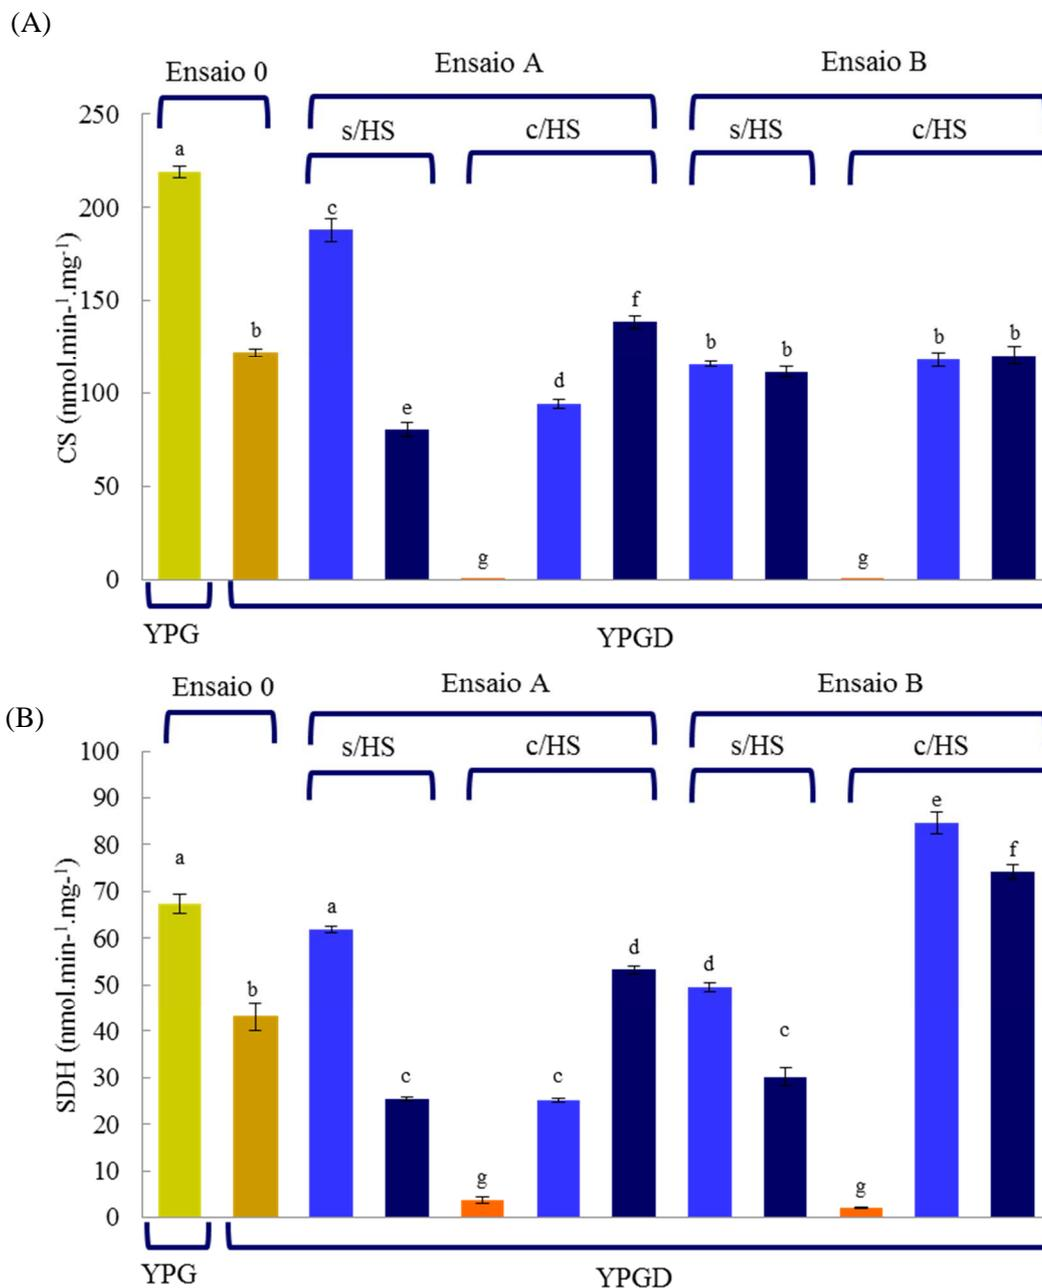 (A)
Ensaio 0 Ensaio A Ensaio B
s/HS c/HS s/HS c/HS
CS (nmol.min-¹.mg-¹)
250
200
150
100
50
0
a b c e g d f b b g b b
YPG YPGD
(B)
Ensaio 0 Ensaio A Ensaio B
s/HS c/HS s/HS c/HS
SDH (nmol.min-¹.mg-¹)
100
90
80
70
60
50
40
30
20
10
0
a b a c g c d d c g e f
YPG YPGD